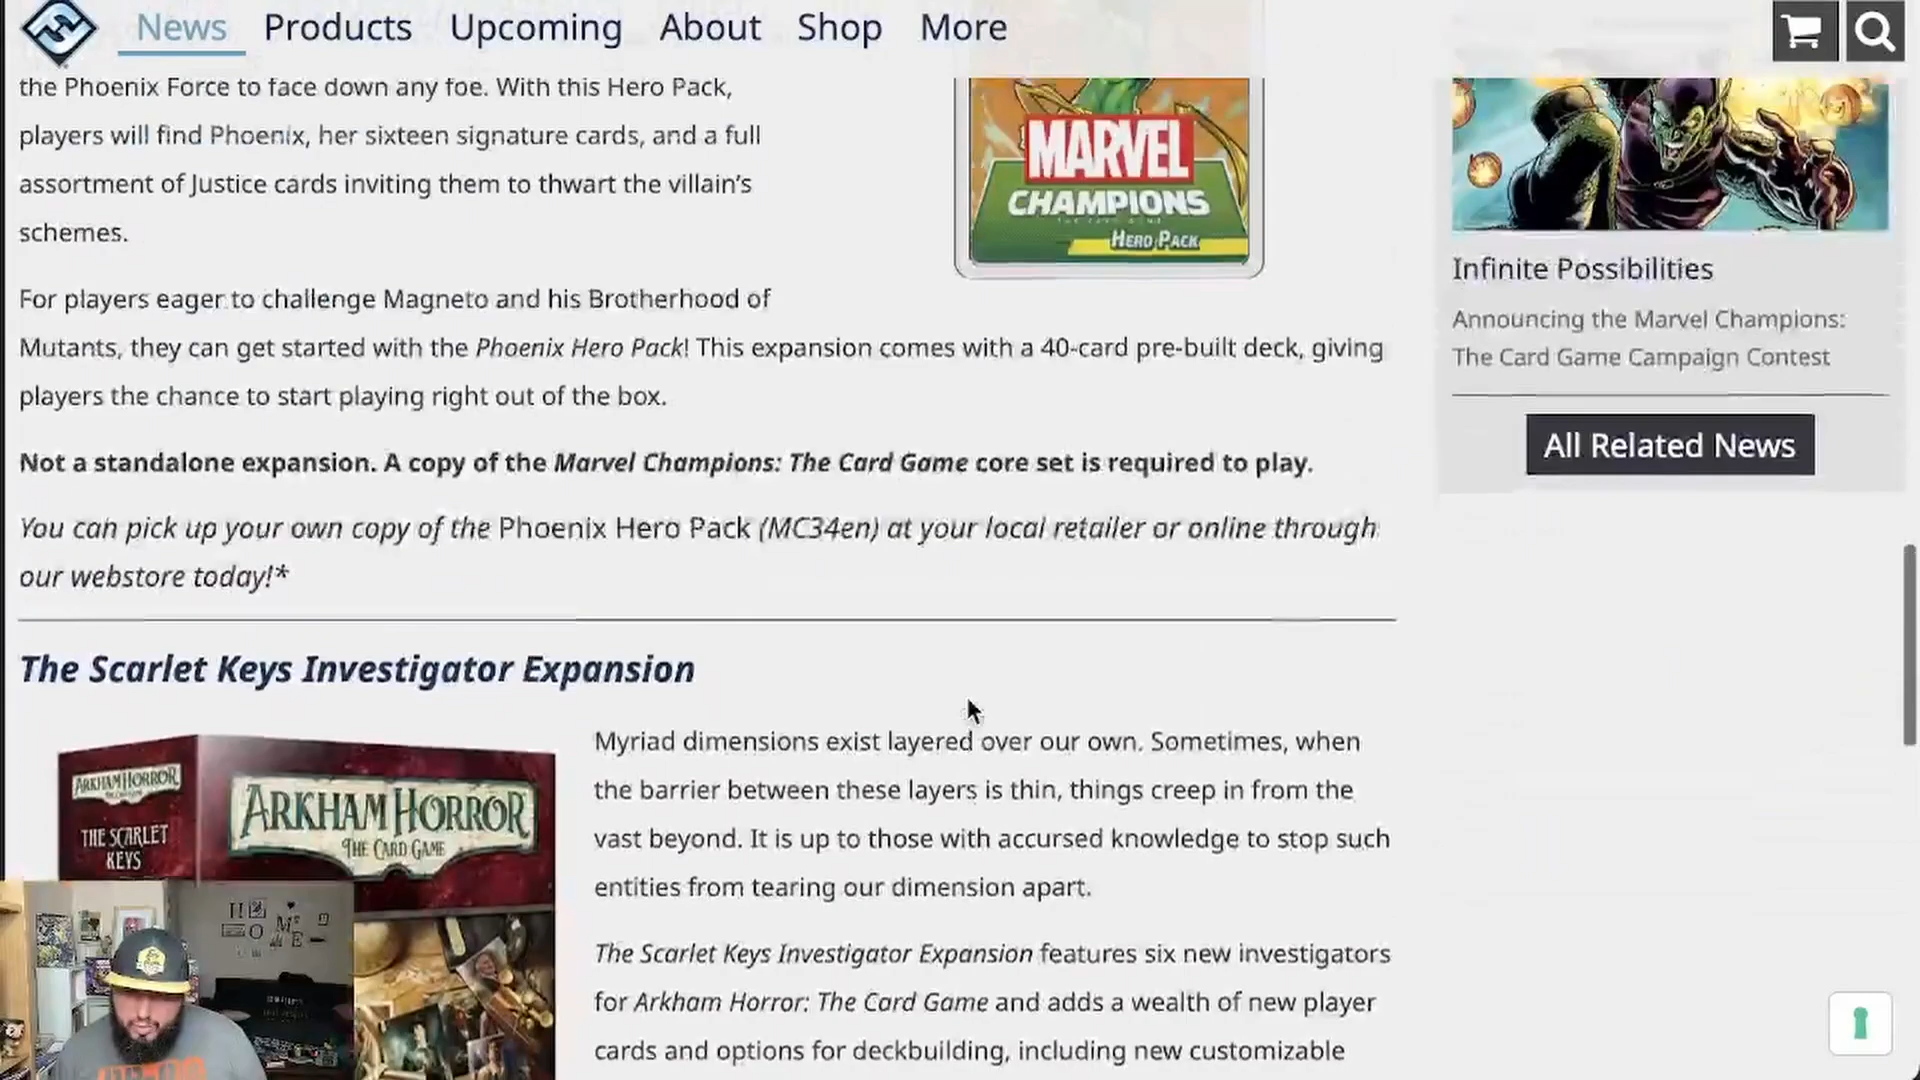 News Products Upcoming About Shop More
the Phoenix Force to face down any foe. With this Hero Pack,
players will find Phoenix, her sixteen signature cards, and a full
assortment of Justice cards inviting them to thwart the villain's
schemes.
MARVEL
CHAMPIONS
HERO PACK
For players eager to challenge Magneto and his Brotherhood of
Mutants, they can get started with the Phoenix Hero Pack! This expansion comes with a 40-card pre-built deck, giving
players the chance to start playing right out of the box.
Not a standalone expansion. A copy of the Marvel Champions: The Card Game core set is required to play.
You can pick up your own copy of the Phoenix Hero Pack (MC34en) at your local retailer or online through
our webstore today!*
Infinite Possibilities
Announcing the Marvel Champions:
The Card Game Campaign Contest
All Related News
The Scarlet Keys Investigator Expansion
ARKHAM HORROR
THE SCARLET
KEYS
ARKHAM HORROR
THE CARD GAME
Myriad dimensions exist layered over our own. Sometimes, when
the barrier between these layers is thin, things creep in from the
vast beyond. It is up to those with accursed knowledge to stop such
entities from tearing our dimension apart.
The Scarlet Keys Investigator Expansion features six new investigators
for Arkham Horror: The Card Game and adds a wealth of new player
cards and options for deckbuilding, including new customizable